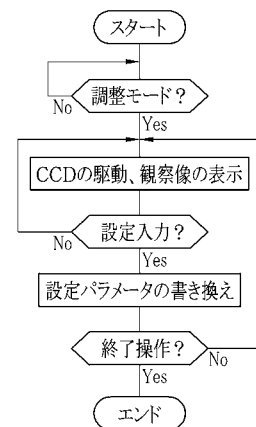 スタート
調整モード？
No
Yes
CCDの駆動、観察像の表示
設定入力？
No
Yes
設定パラメータの書き換え
終了操作？
No
Yes
エンド